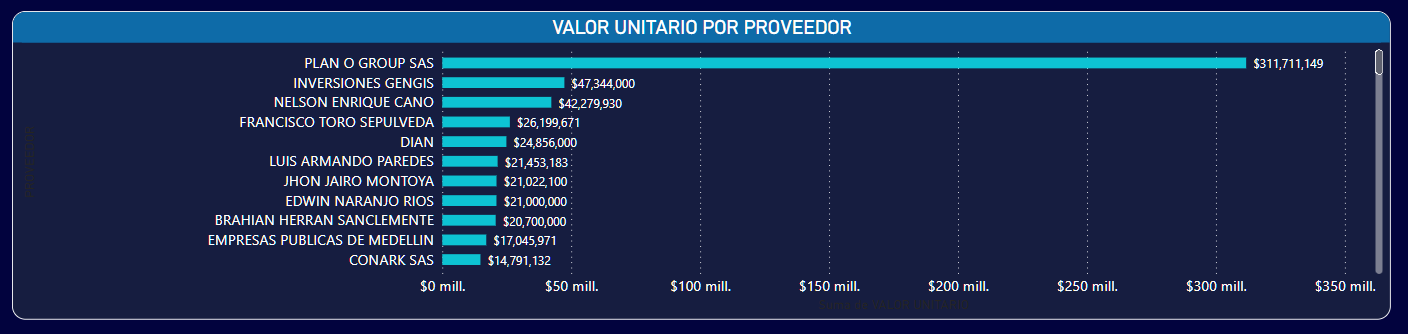 VALOR UNITARIO POR PROVEEDOR
PLAN O GROUP SAS $311,711,149
INVERSIONES GENGIS $47,344,000
NELSON ENRIQUE CANO $42,279,930
FRANCISCO TORO SEPULVEDA $26,199,671
DIAN $24,856,000
LUIS ARMANDO PAREDES $21,453,183
JHON JAIRO MONTOYA $21,022,100
EDWIN NARANJO RIOS $21,000,000
BRAHIAN HERRAN SANCLEMENTE $20,700,000
EMPRESAS PUBLICAS DE MEDELLIN $17,045,971
CONARK SAS $14,791,132
$0 mill. $50 mill. $100 mill. $150 mill. $200 mill. $250 mill. $300 mill. $350 mill.